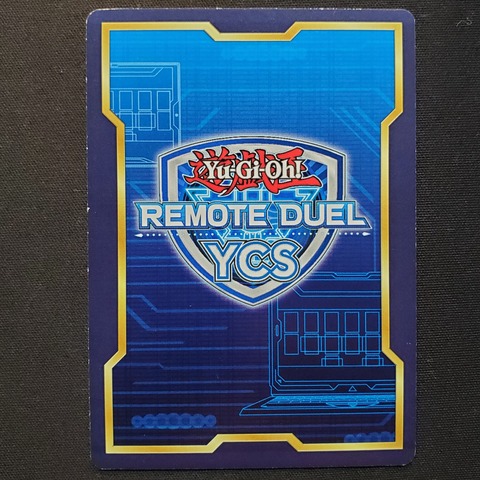 遊戯王
Yu-Gi-Oh!
REMOTE DUEL
YCS